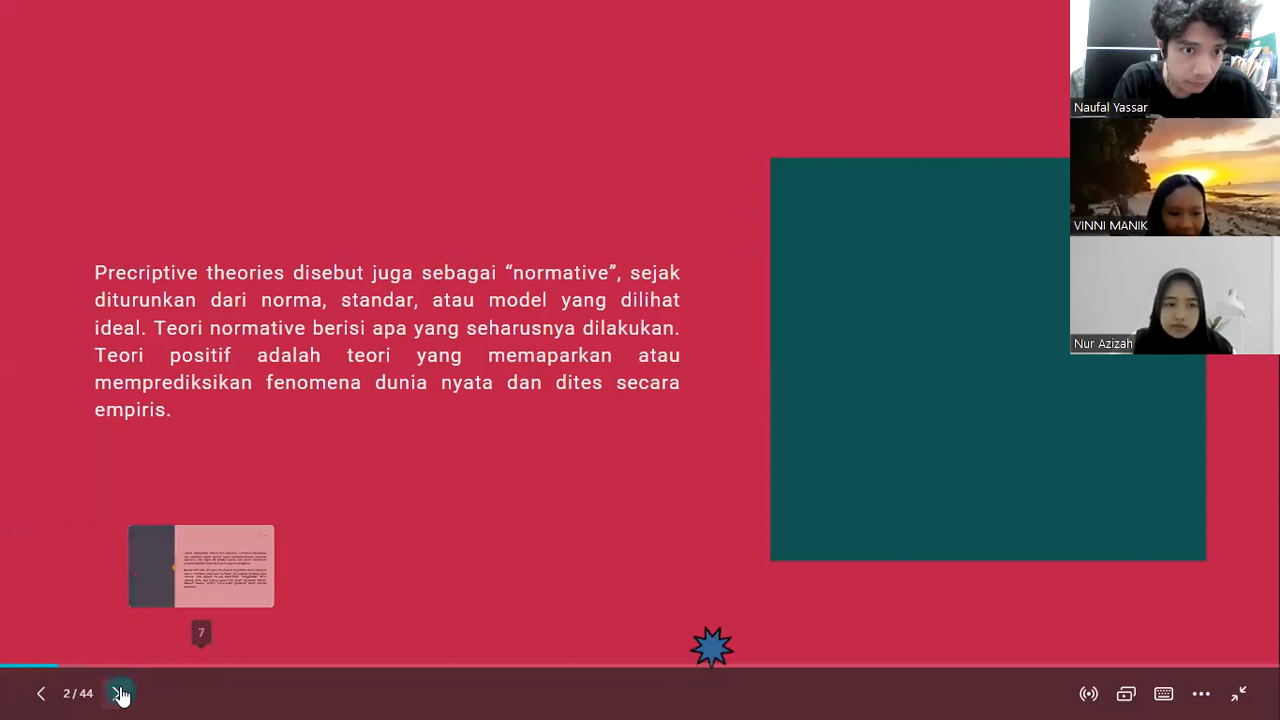 Precriptive theories disebut juga sebagai “normative”, sejak
diturunkan dari norma, standar, atau model yang dilihat
ideal. Teori normative berisi apa yang seharusnya dilakukan.
Teori positif adalah teori yang memaparkan atau
memprediksikan fenomena dunia nyata dan dites secara
empiris.
Naufal Yassar
VINNI MANIK
Nur Azizah
7
2 / 44